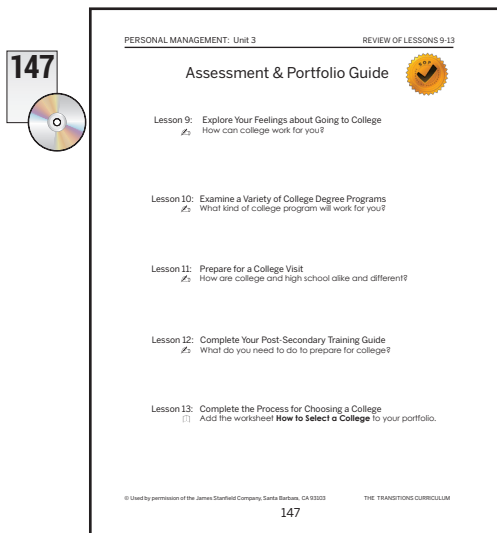 147
PERSONAL MANAGEMENT: Unit 3 REVIEW OF LESSONS 9-13
Assessment & Portfolio Guide
Lesson 9: Explore Your Feelings about Going to College
How can college work for you?
Lesson 10: Examine a Variety of College Degree Programs
What kind of college program will work for you?
Lesson 11: Prepare for a College Visit
How are college and high school alike and different?
Lesson 12: Complete Your Post-Secondary Training Guide
What do you need to do to prepare for college?
Lesson 13: Complete the Process for Choosing a College
Add the worksheet How to Select a College to your portfolio.
© Used by permission of the James Stanfield Company, Santa Barbara, CA 93103 THE TRANSITIONS CURRICULUM
147